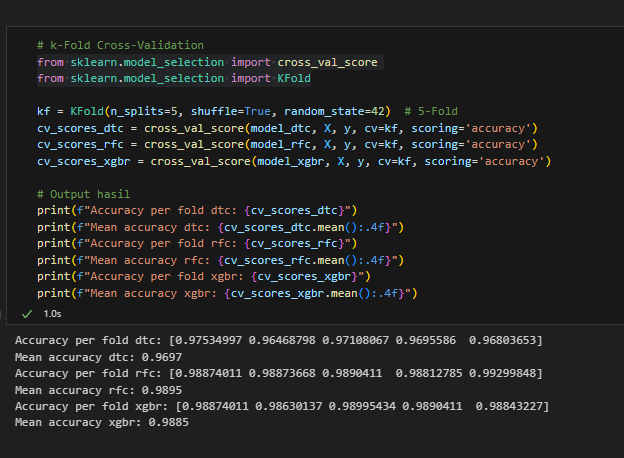 # k-Fold Cross-Validation
from sklearn.model_selection import cross_val_score
from sklearn.model_selection import KFold
kf = KFold(n_splits=5, shuffle=True, random_state=42)  # 5-Fold
cv_scores_dtc = cross_val_score(model_dtc, X, y, cv=kf, scoring='accuracy')
cv_scores_rfc = cross_val_score(model_rfc, X, y, cv=kf, scoring='accuracy')
cv_scores_xgbr = cross_val_score(model_xgbr, X, y, cv=kf, scoring='accuracy')
# Output hasil
print(f"Accuracy per fold dtc: {cv_scores_dtc}")
print(f"Mean accuracy dtc: {cv_scores_dtc.mean():.4f}")
print(f"Accuracy per fold rfc: {cv_scores_rfc}")
print(f"Mean accuracy rfc: {cv_scores_rfc.mean():.4f}")
print(f"Accuracy per fold xgbr: {cv_scores_xgbr}")
print(f"Mean accuracy xgbr: {cv_scores_xgbr.mean():.4f}")
1.0s
Accuracy per fold dtc: [0.97534997 0.96468798 0.97108067 0.9695586  0.96803653]
Mean accuracy dtc: 0.9697
Accuracy per fold rfc: [0.98874011 0.98873668 0.9890411  0.98812785 0.99299848]
Mean accuracy rfc: 0.9895
Accuracy per fold xgbr: [0.98874011 0.98630137 0.98995434 0.9890411  0.98843227]
Mean accuracy xgbr: 0.9885